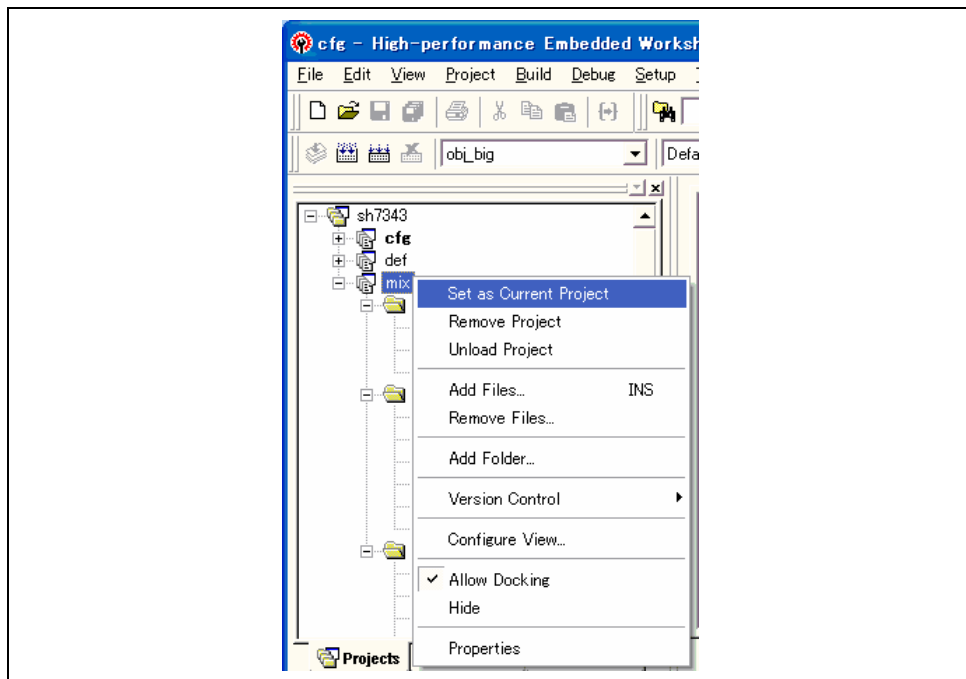 cfg - High-performance Embedded Worksh
File Edit View Project Build Debug Setup
obj_big Defa
sh7343
cfg
def
mix
Set as Current Project
Remove Project
Unload Project
Add Files... INS
Remove Files...
Add Folder...
Version Control
Configure View...
Allow Docking
Hide
Properties
Projects